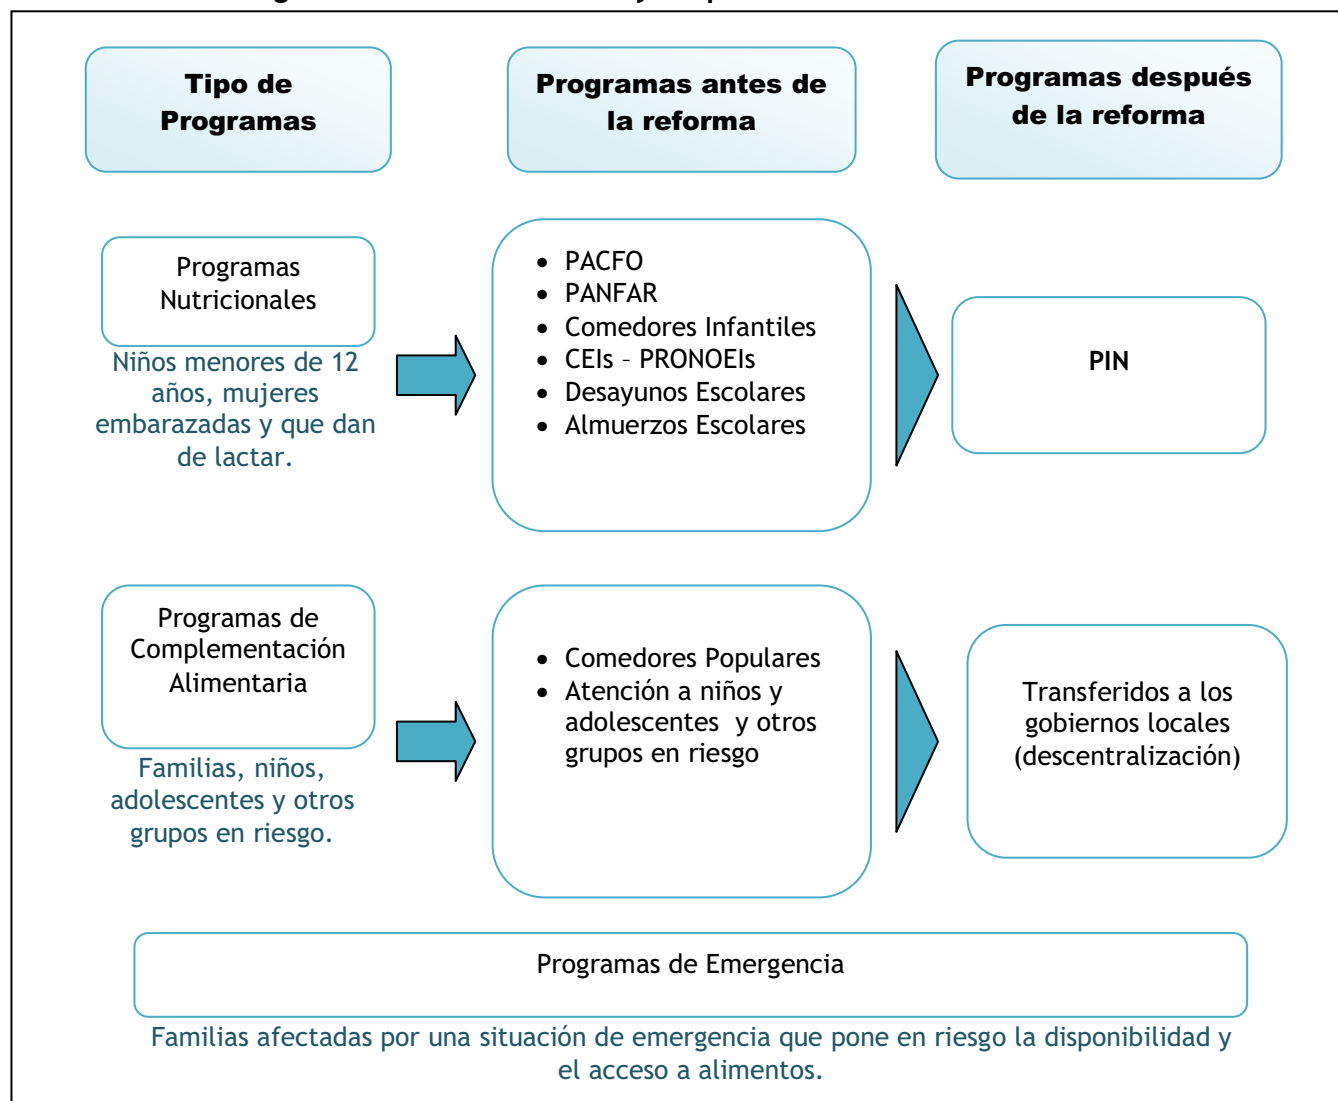 Tipo de
Programas
Programas antes de
la reforma
Programas después
de la reforma
Programas
Nutricionales
Niños menores de 12
años, mujeres
embarazadas y que dan
de lactar.
• PACFO
• PANFAR
• Comedores Infantiles
• CEIs – PRONOEIs
• Desayunos Escolares
• Almuerzos Escolares
PIN
Programas de
Complementación
Alimentaria
Familias, niños,
adolescentes y otros
grupos en riesgo.
• Comedores Populares
• Atención a niños y
adolescentes y otros
grupos en riesgo
Transferidos a los
gobiernos locales
(descentralización)
Programas de Emergencia
Familias afectadas por una situación de emergencia que pone en riesgo la disponibilidad y
el acceso a alimentos.